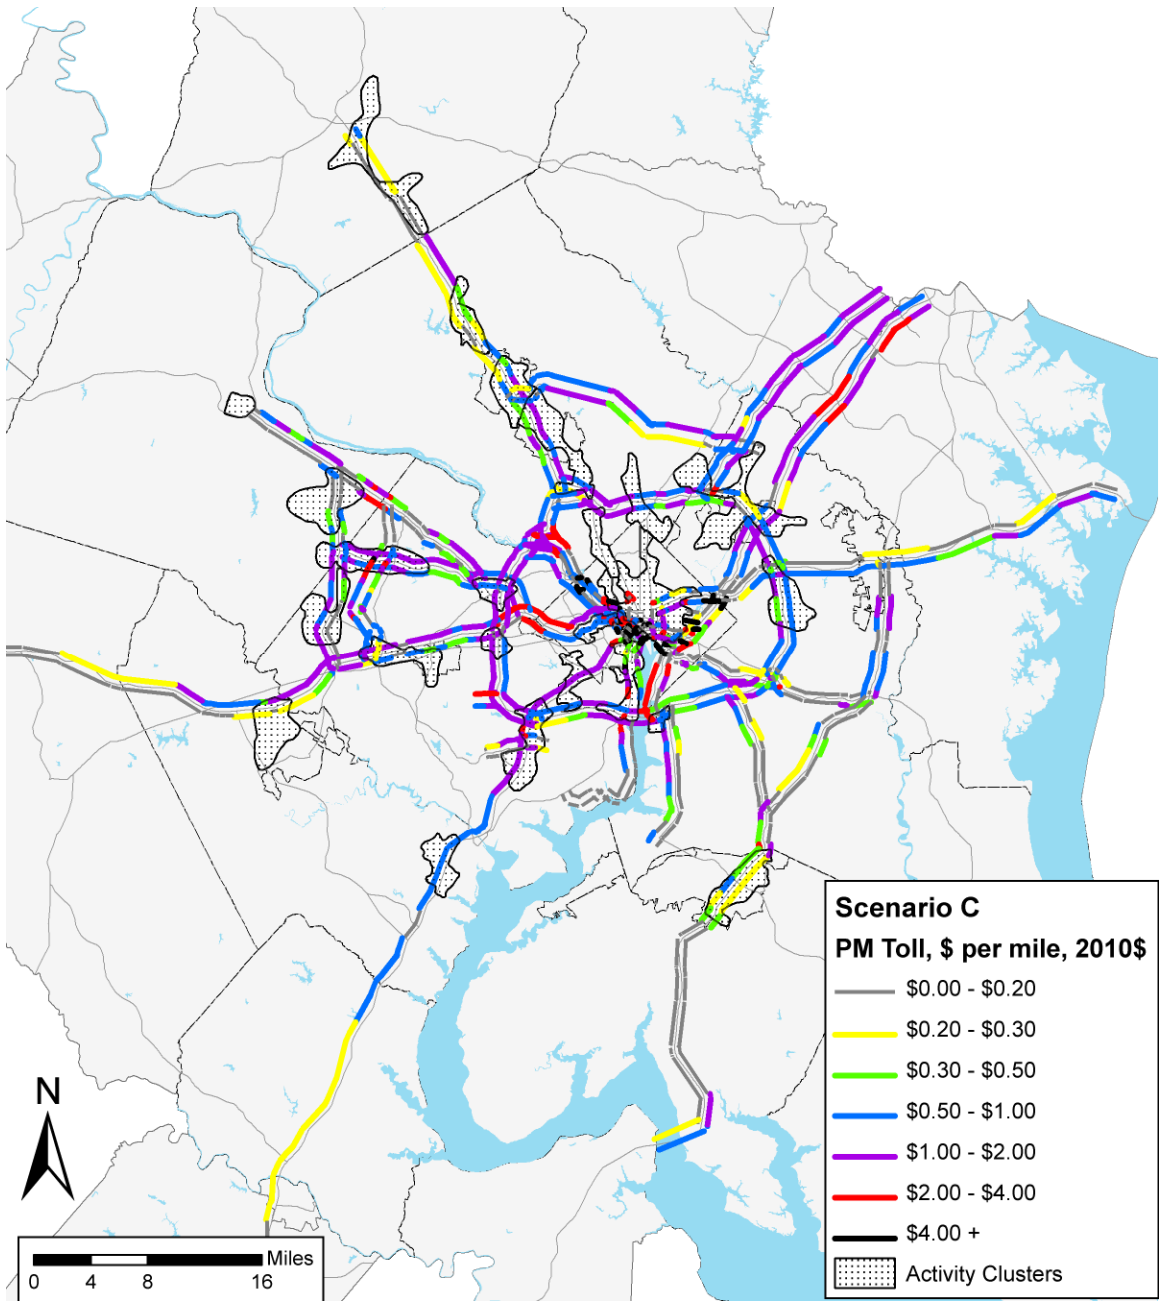 Scenario C
PM Toll, $ per mile, 2010$
$0.00 - $0.20
$0.20 - $0.30
$0.30 - $0.50
$0.50 - $1.00
$1.00 - $2.00
$2.00 - $4.00
$4.00 +
Activity Clusters
N
Miles
0 4 8 16